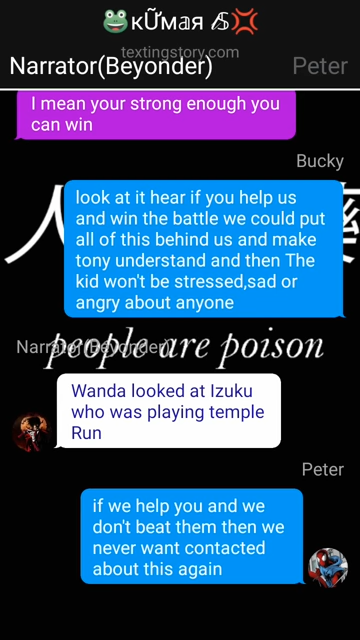 🐸кỮмαя 𝓘𝓢💢
textingstory.com
Narrator(Beyonder)
Peter
I mean your strong enough you
can win
Bucky
look at it hear if you help us
and win the battle we could put
all of this behind us and make
tony understand and then The
kid won't be stressed,sad or
angry about anyone
人
people are poison
Narrator(Beyonder)
Wanda looked at Izuku
who was playing temple
Run
Peter
if we help you and we
don't beat them then we
never want contacted
about this again